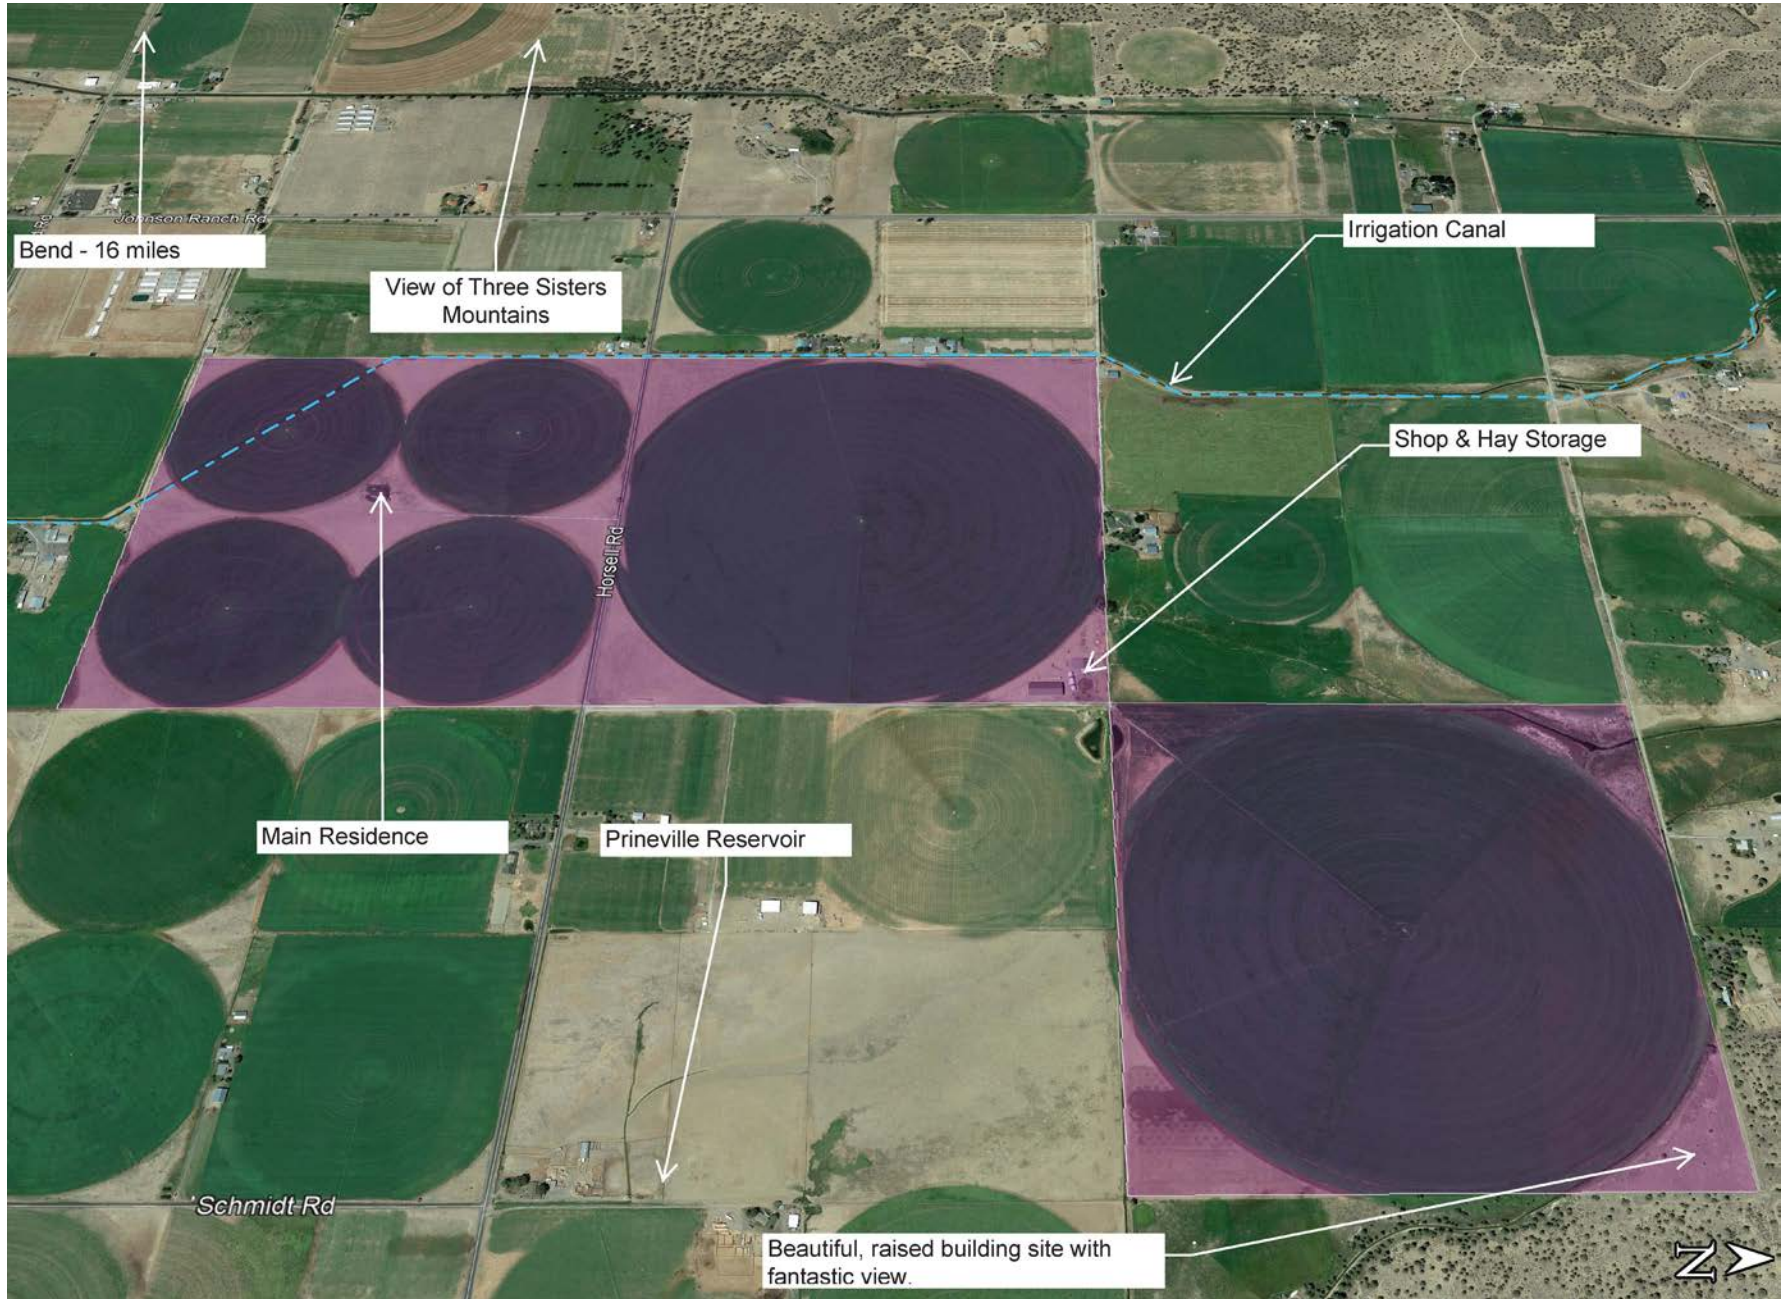 Johnson Ranch Rd
Bend - 16 miles
View of Three Sisters
Mountains
Irrigation Canal
Shop & Hay Storage
Horsell Rd
Main Residence
Prineville Reservoir
Schmidt Rd
Beautiful, raised building site with
fantastic view.
N